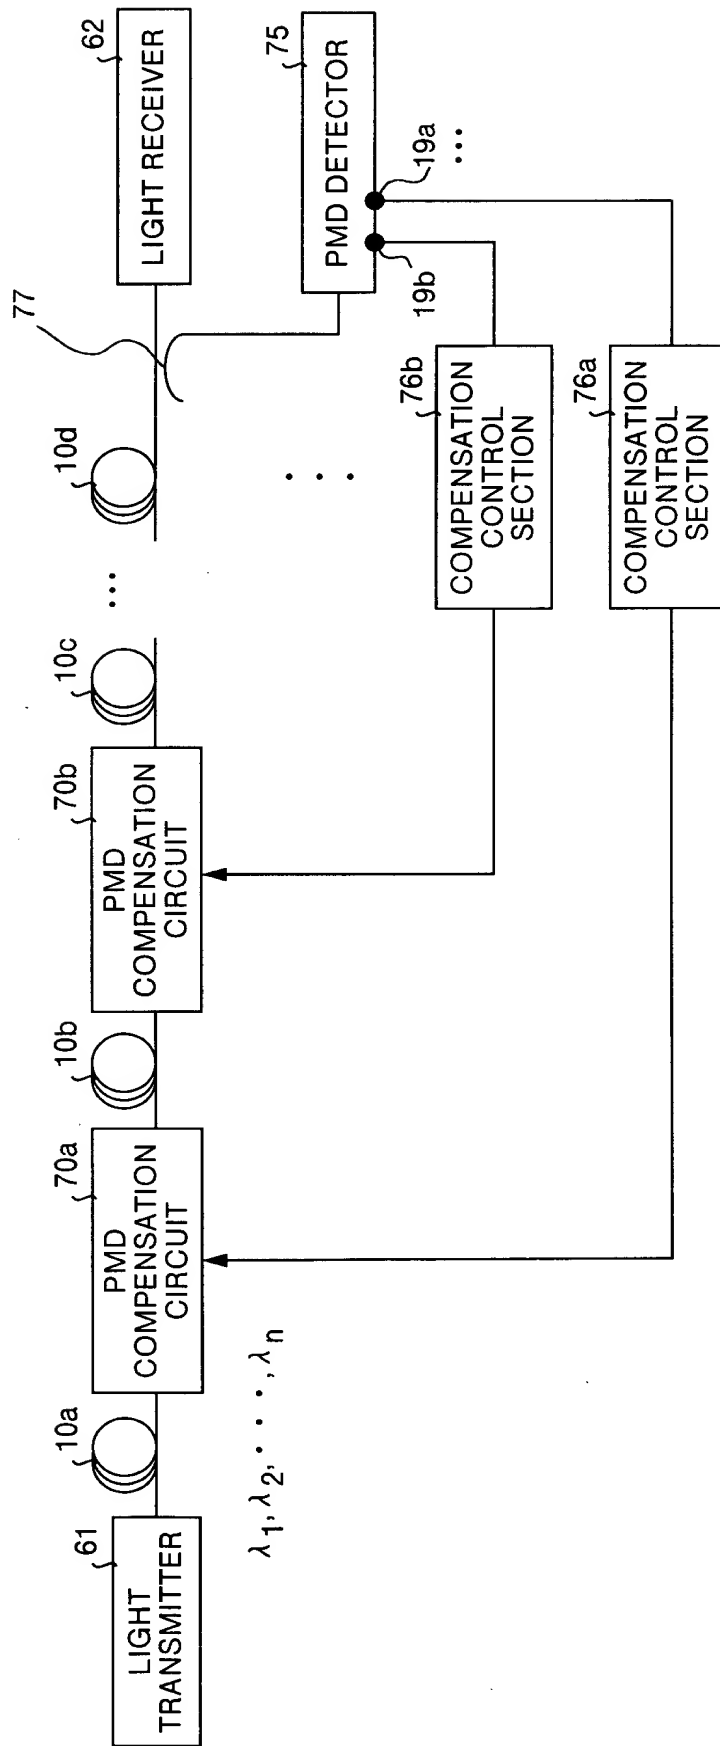 61
LIGHT
TRANSMITTER
10a
λ1, λ2, • • • •, λn
70a
PMD
COMPENSATION
CIRCUIT
10b
70b
PMD
COMPENSATION
CIRCUIT
10c
• • •
10d
77
62
LIGHT RECEIVER
75
PMD DETECTOR
19a
• • •
19b
• • •
76b
COMPENSATION
CONTROL
SECTION
76a
COMPENSATION
CONTROL
SECTION